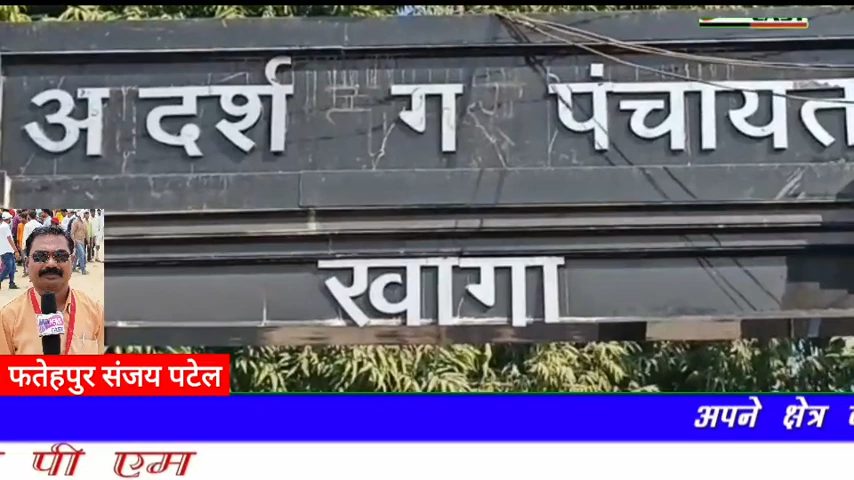 अ दर्श न ग पंचायत
खागा
फतेहपुर संजय पटेल
अपने क्षेत्र
पी एम